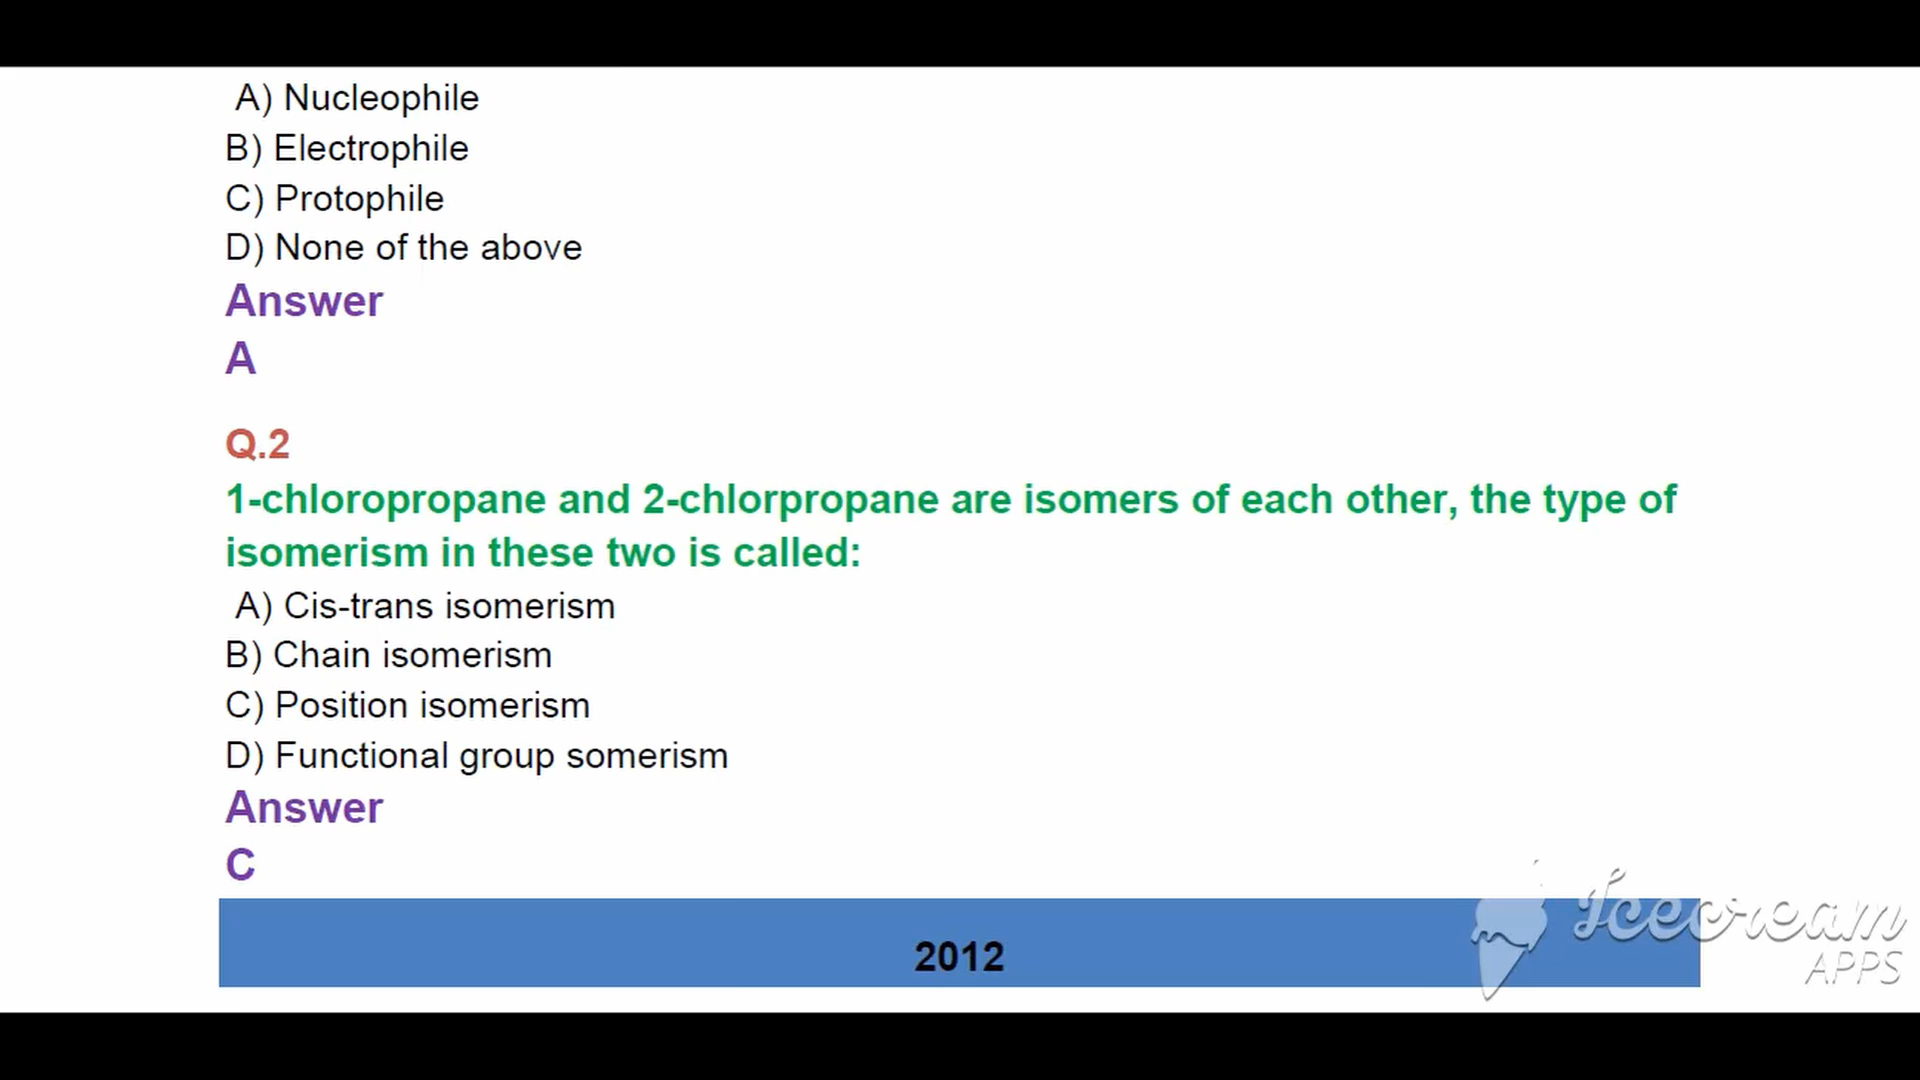 A) Nucleophile
B) Electrophile
C) Protophile
D) None of the above
Answer
A
Q.2
1-chloropropane and 2-chlorpropane are isomers of each other, the type of
isomerism in these two is called:
A) Cis-trans isomerism
B) Chain isomerism
C) Position isomerism
D) Functional group somerism
Answer
C
2012
Icecream
APPS